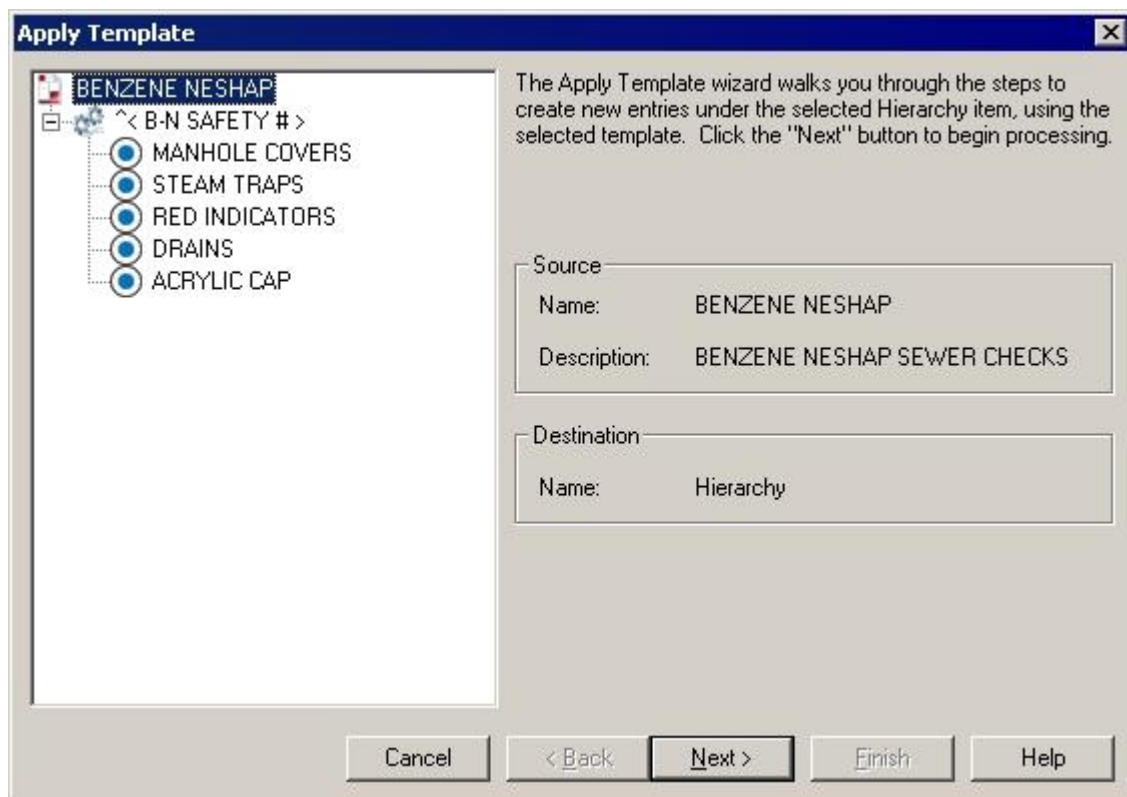 Apply Template
BENZENE NESHAP
^< B-N SAFETY # >
MANHOLE COVERS
STEAM TRAPS
RED INDICATORS
DRAINS
ACRYLIC CAP
The Apply Template wizard walks you through the steps to
create new entries under the selected Hierarchy item, using the
selected template. Click the "Next" button to begin processing.
Source
Name: BENZENE NESHAP
Description: BENZENE NESHAP SEWER CHECKS
Destination
Name: Hierarchy
Cancel < Back Next > Finish Help